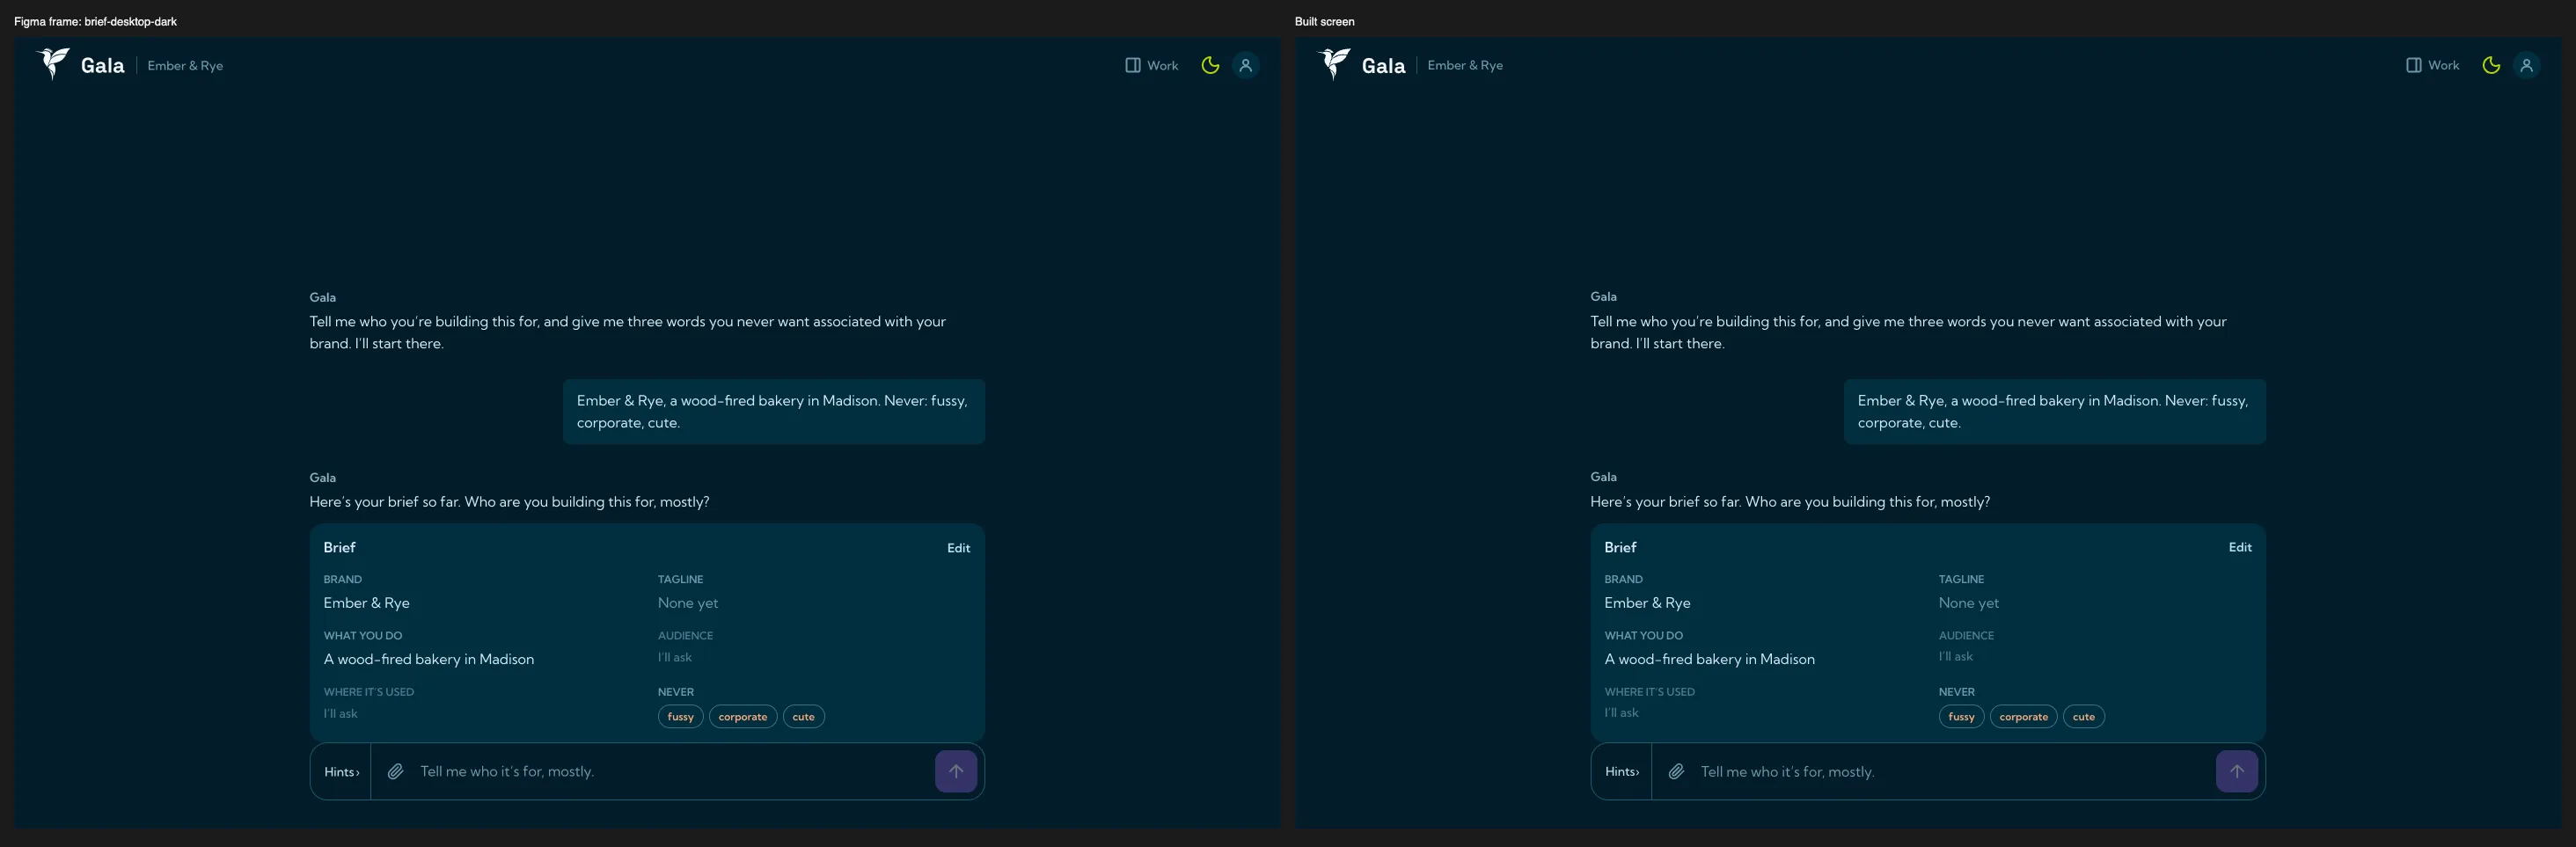 Figma frame: brief-desktop-dark
Gala
Ember & Rye
Work
Gala
Tell me who you’re building this for, and give me three words you never want associated with your
brand. I’ll start there.
Ember & Rye, a wood-fired bakery in Madison. Never: fussy,
corporate, cute.
Gala
Here’s your brief so far. Who are you building this for, mostly?
Brief
Edit
BRAND
TAGLINE
Ember & Rye
None yet
WHAT YOU DO
AUDIENCE
A wood-fired bakery in Madison
I’ll ask
WHERE IT’S USED
NEVER
I’ll ask
fussy
corporate
cute
Hints›
Tell me who it’s for, mostly.
Built screen
Gala
Ember & Rye
Work
Gala
Tell me who you’re building this for, and give me three words you never want associated with your
brand. I’ll start there.
Ember & Rye, a wood-fired bakery in Madison. Never: fussy,
corporate, cute.
Gala
Here’s your brief so far. Who are you building this for, mostly?
Brief
Edit
BRAND
TAGLINE
Ember & Rye
None yet
WHAT YOU DO
AUDIENCE
A wood-fired bakery in Madison
I’ll ask
WHERE IT’S USED
NEVER
I’ll ask
fussy
corporate
cute
Hints›
Tell me who it’s for, mostly.